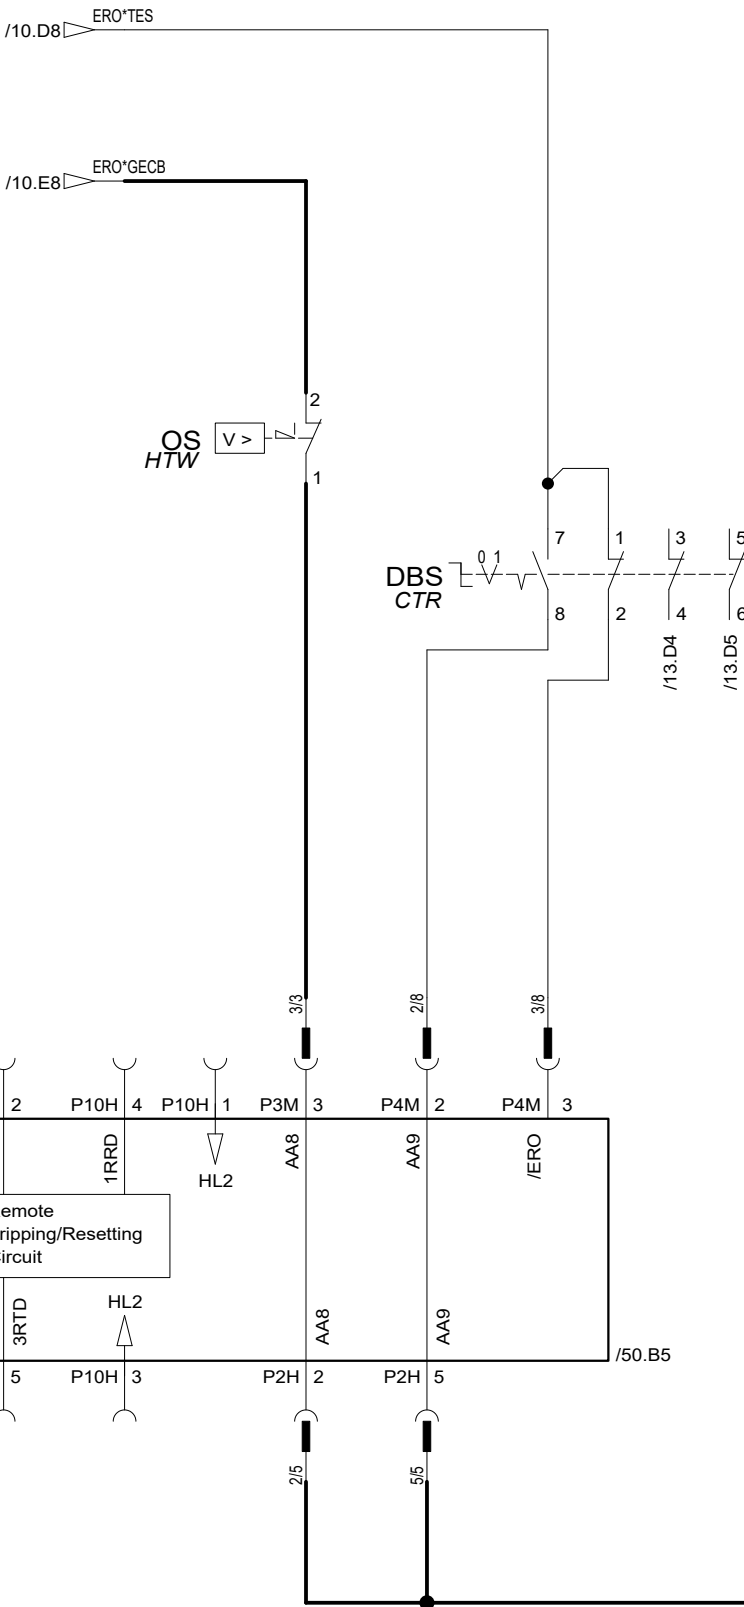 ERO*TES
/10.D8
ERO*GECB
/10.E8
2
OS
V >
HTW
1
7
1
3
5
0 1
DBS
CTR
8
2
4
6
/13.D4
/13.D5
3/3
2/8
3/8
2
P10H 4
P10H 1
P3M 3
P4M 2
P4M 3
1RRD
AA8
AA9
/ERO
HL2
emote
ripping/Resetting
ircuit
HL2
3RTD
AA8
AA9
/50.B5
5
P10H 3
P2H 2
P2H 5
2/5
5/5